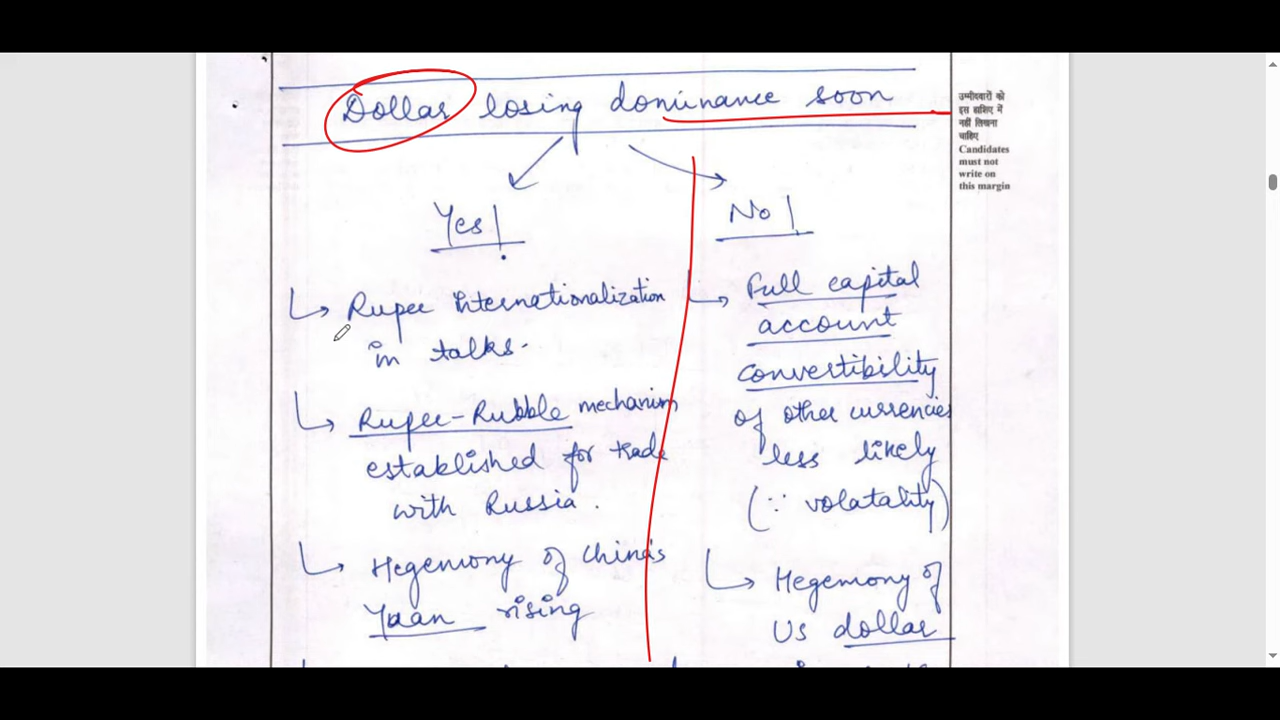 Dollar losing dominance soon
Yes!
Rupee Internationalization
in talks.
Rupee-Rubble mechanism
established for trade
with Russia.
Hegemony of China's
Yuan rising
No!
Full capital
account
convertibility
of other currencies
less likely
(∵ volatality)
Hegemony of
US dollar
उम्मीदवारों को
इस हाशिए में
नहीं लिखना
चाहिए
Candidates
must not
write on
this margin